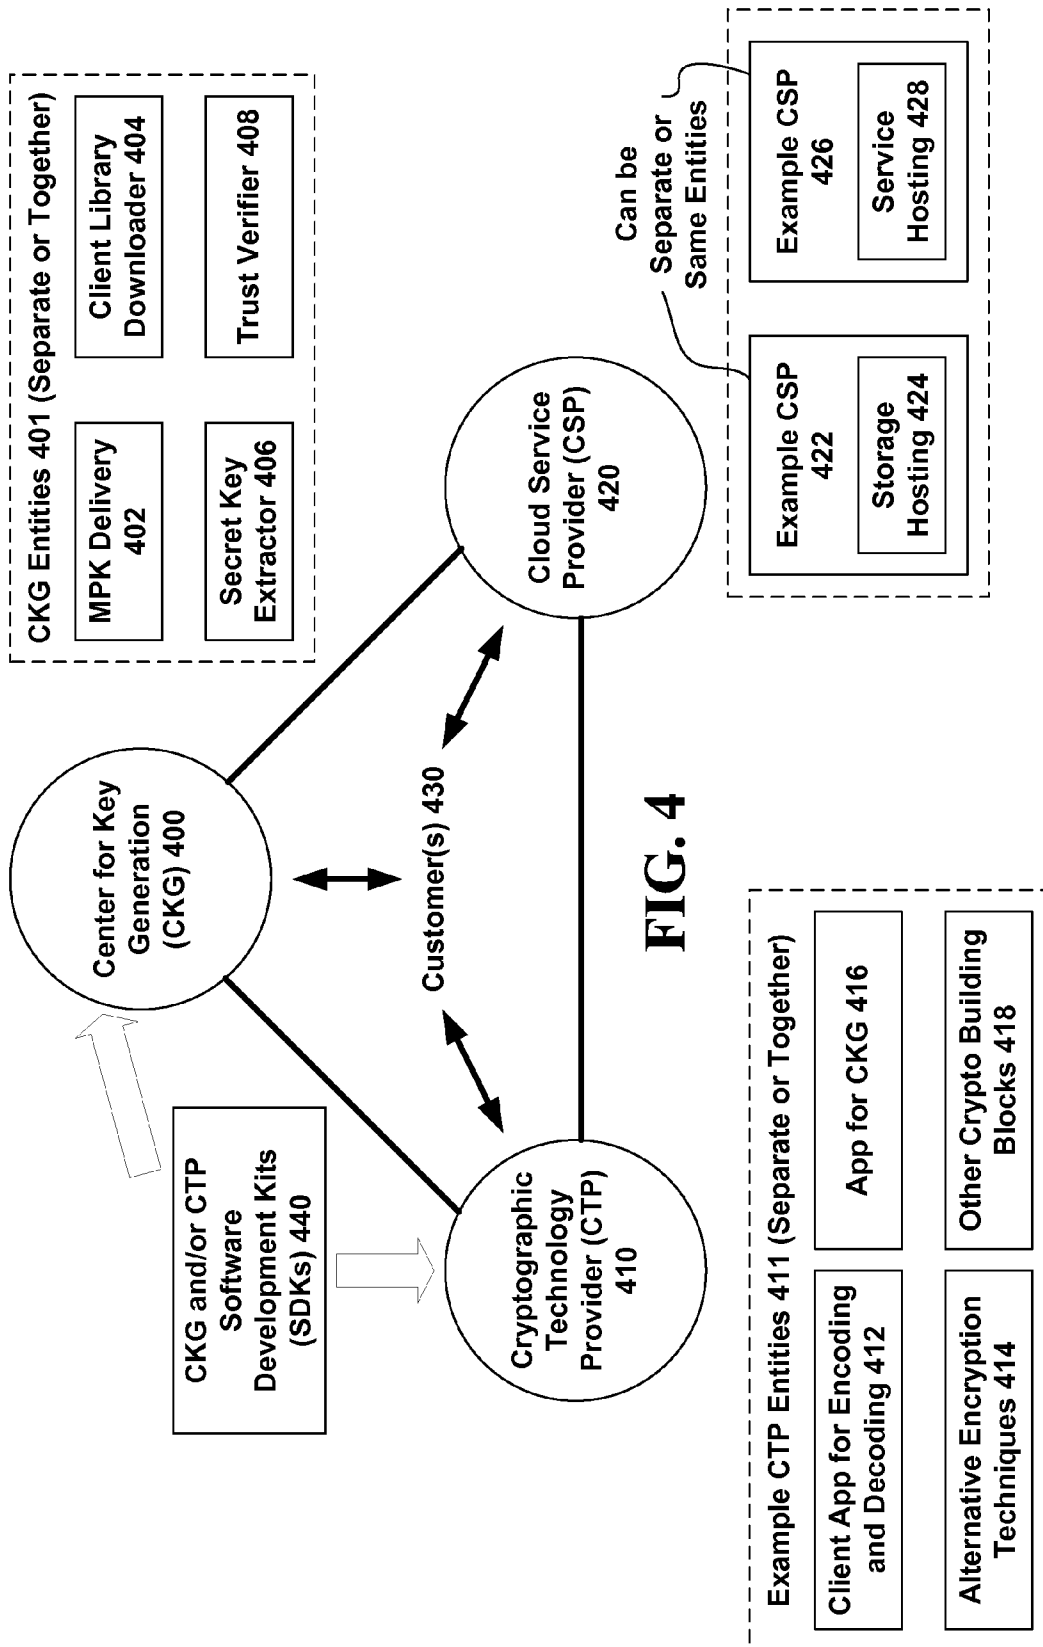 CKG Entities 401 (Separate or Together)
MPK Delivery
402
Client Library
Downloader 404
Secret Key
Extractor 406
Trust Verifier 408
Center for Key
Generation
(CKG) 400
CKG and/or CTP
Software
Development Kits
(SDKs) 440
Customer(s) 430
Cryptographic
Technology
Provider (CTP)
410
Cloud Service
Provider (CSP)
420
Can be
Separate or
Same Entities
FIG. 4
Example CTP Entities 411 (Separate or Together)
Client App for Encoding
and Decoding 412
App for CKG 416
Alternative Encryption
Techniques 414
Other Crypto Building
Blocks 418
Example CSP
422
Storage
Hosting 424
Example CSP
426
Service
Hosting 428